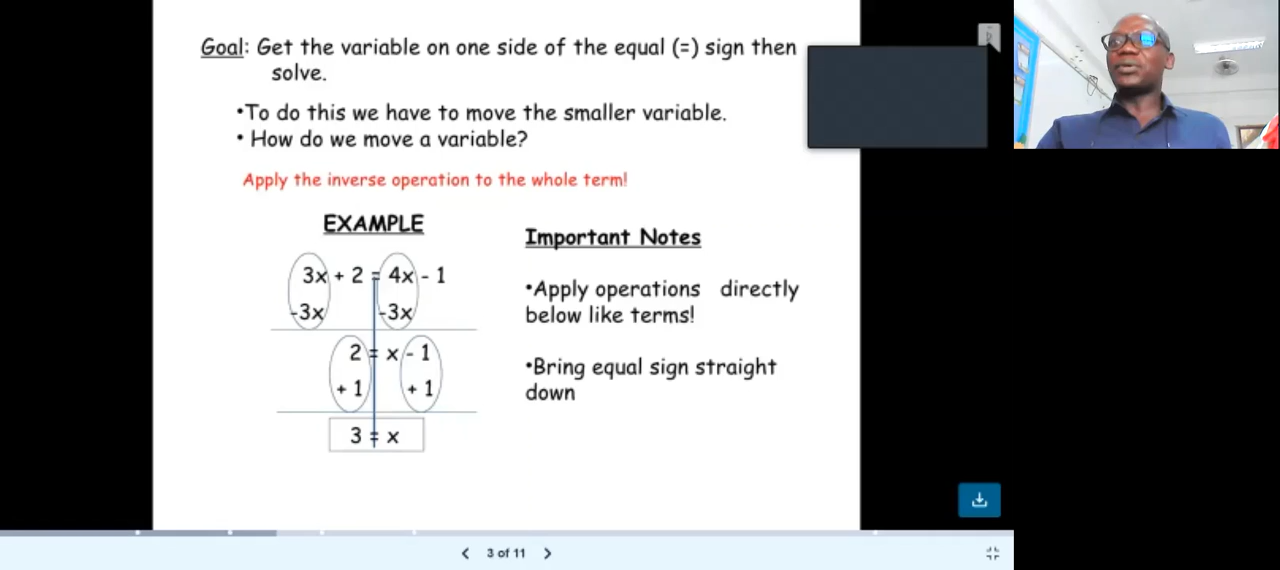 Goal: Get the variable on one side of the equal (=) sign then
solve.
•To do this we have to move the smaller variable.
• How do we move a variable?
Apply the inverse operation to the whole term!
EXAMPLE
3x + 2 = 4x - 1
-3x -3x
2 = x - 1
+ 1 + 1
3 = x
Important Notes
•Apply operations directly
below like terms!
•Bring equal sign straight
down
3 of 11